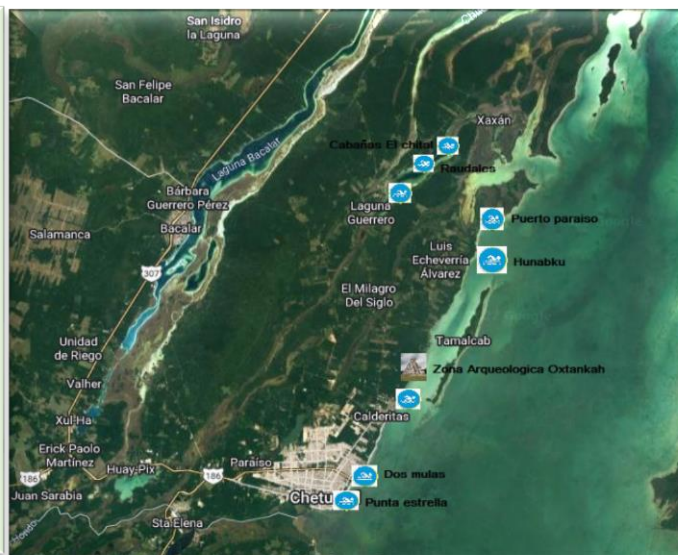 San Isidro
la Laguna
San Felipe
Bacalar
Xaxán
Cabañas El chital
Raudales
Laguna Bacalar
Bárbara
Guerrero Pérez
Laguna
Guerrero
Puerto paraiso
Salamanca
Bacalar
Luis
Echeverría
Álvarez
Hunabku
307
El Milagro
Del Siglo
Unidad
de Riego
Tamalcab
Zona Arqueologica Oxtankah
Valher
Xul-Ha
Calderitas
Erick Paolo
Martínez
Huay-Pix
Paraíso
186
186
Dos mulas
Juan Sarabia
Chetu
Punta estrella
Sta Elena
Hondo